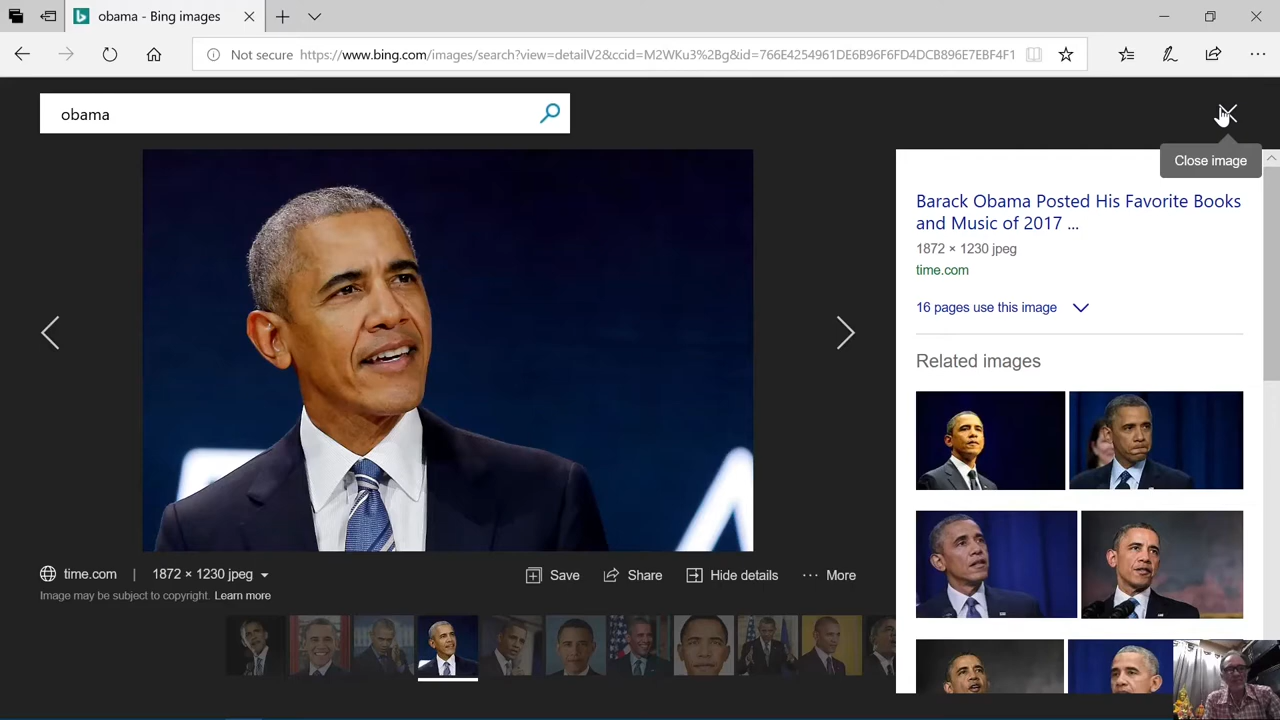 obama - Bing images
Not secure https://www.bing.com/images/search?view=detailV2&ccid=M2WKu3%2Bg&id=766E4254961DE6B96F6FD4DCB896E7EBF4F1
obama
Close image
Barack Obama Posted His Favorite Books
and Music of 2017 ...
1872 × 1230 jpeg
time.com
16 pages use this image
Related images
time.com | 1872 × 1230 jpeg
Save
Share
Hide details
More
Image may be subject to copyright. Learn more